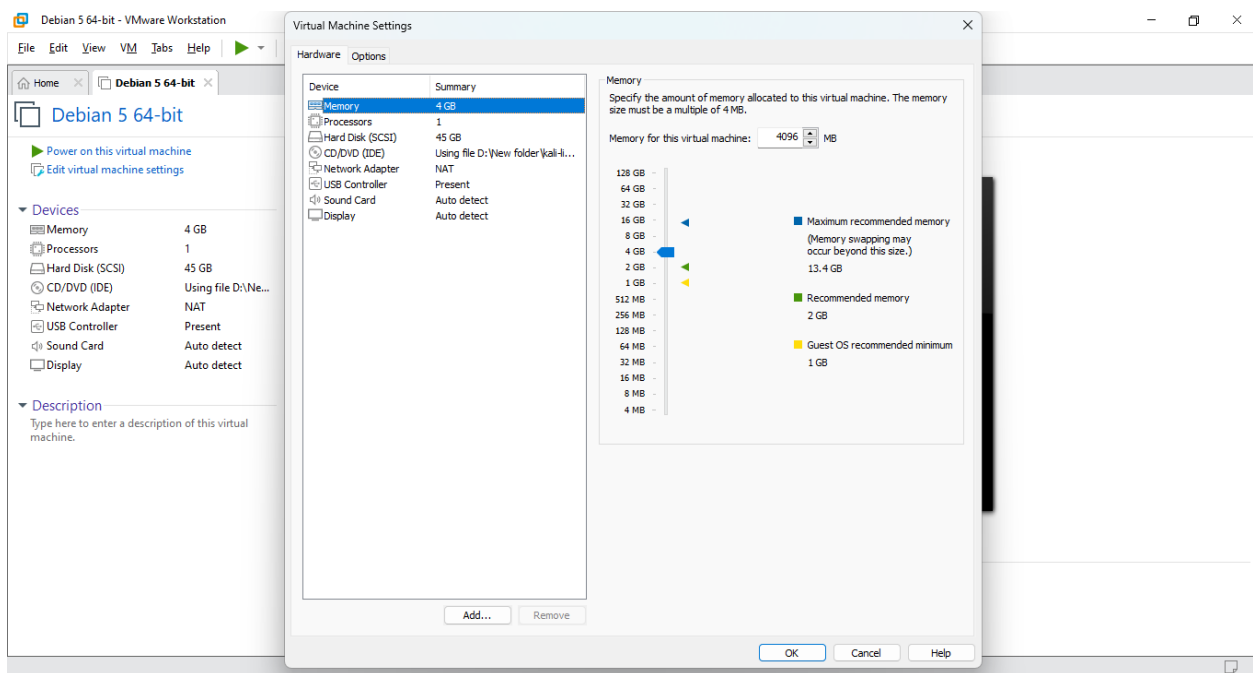 Debian 5 64-bit - VMware Workstation
File Edit View VM Tabs Help
Home
Debian 5 64-bit
Debian 5 64-bit
Power on this virtual machine
Edit virtual machine settings
Devices
Memory 4 GB
Processors 1
Hard Disk (SCSI) 45 GB
CD/DVD (IDE) Using file D:\Ne...
Network Adapter NAT
USB Controller Present
Sound Card Auto detect
Display Auto detect
Description
Type here to enter a description of this virtual
machine.
Virtual Machine Settings
Hardware Options
Device Summary
Memory 4 GB
Processors 1
Hard Disk (SCSI) 45 GB
CD/DVD (IDE) Using file D:\New folder\kali-li...
Network Adapter NAT
USB Controller Present
Sound Card Auto detect
Display Auto detect
Add... Remove
Memory
Specify the amount of memory allocated to this virtual machine. The memory
size must be a multiple of 4 MB.
Memory for this virtual machine: 4096 MB
128 GB
64 GB
32 GB
16 GB
8 GB
4 GB
2 GB
1 GB
512 MB
256 MB
128 MB
64 MB
32 MB
16 MB
8 MB
4 MB
Maximum recommended memory
(Memory swapping may
occur beyond this size.)
13.4 GB
Recommended memory
2 GB
Guest OS recommended minimum
1 GB
OK Cancel Help